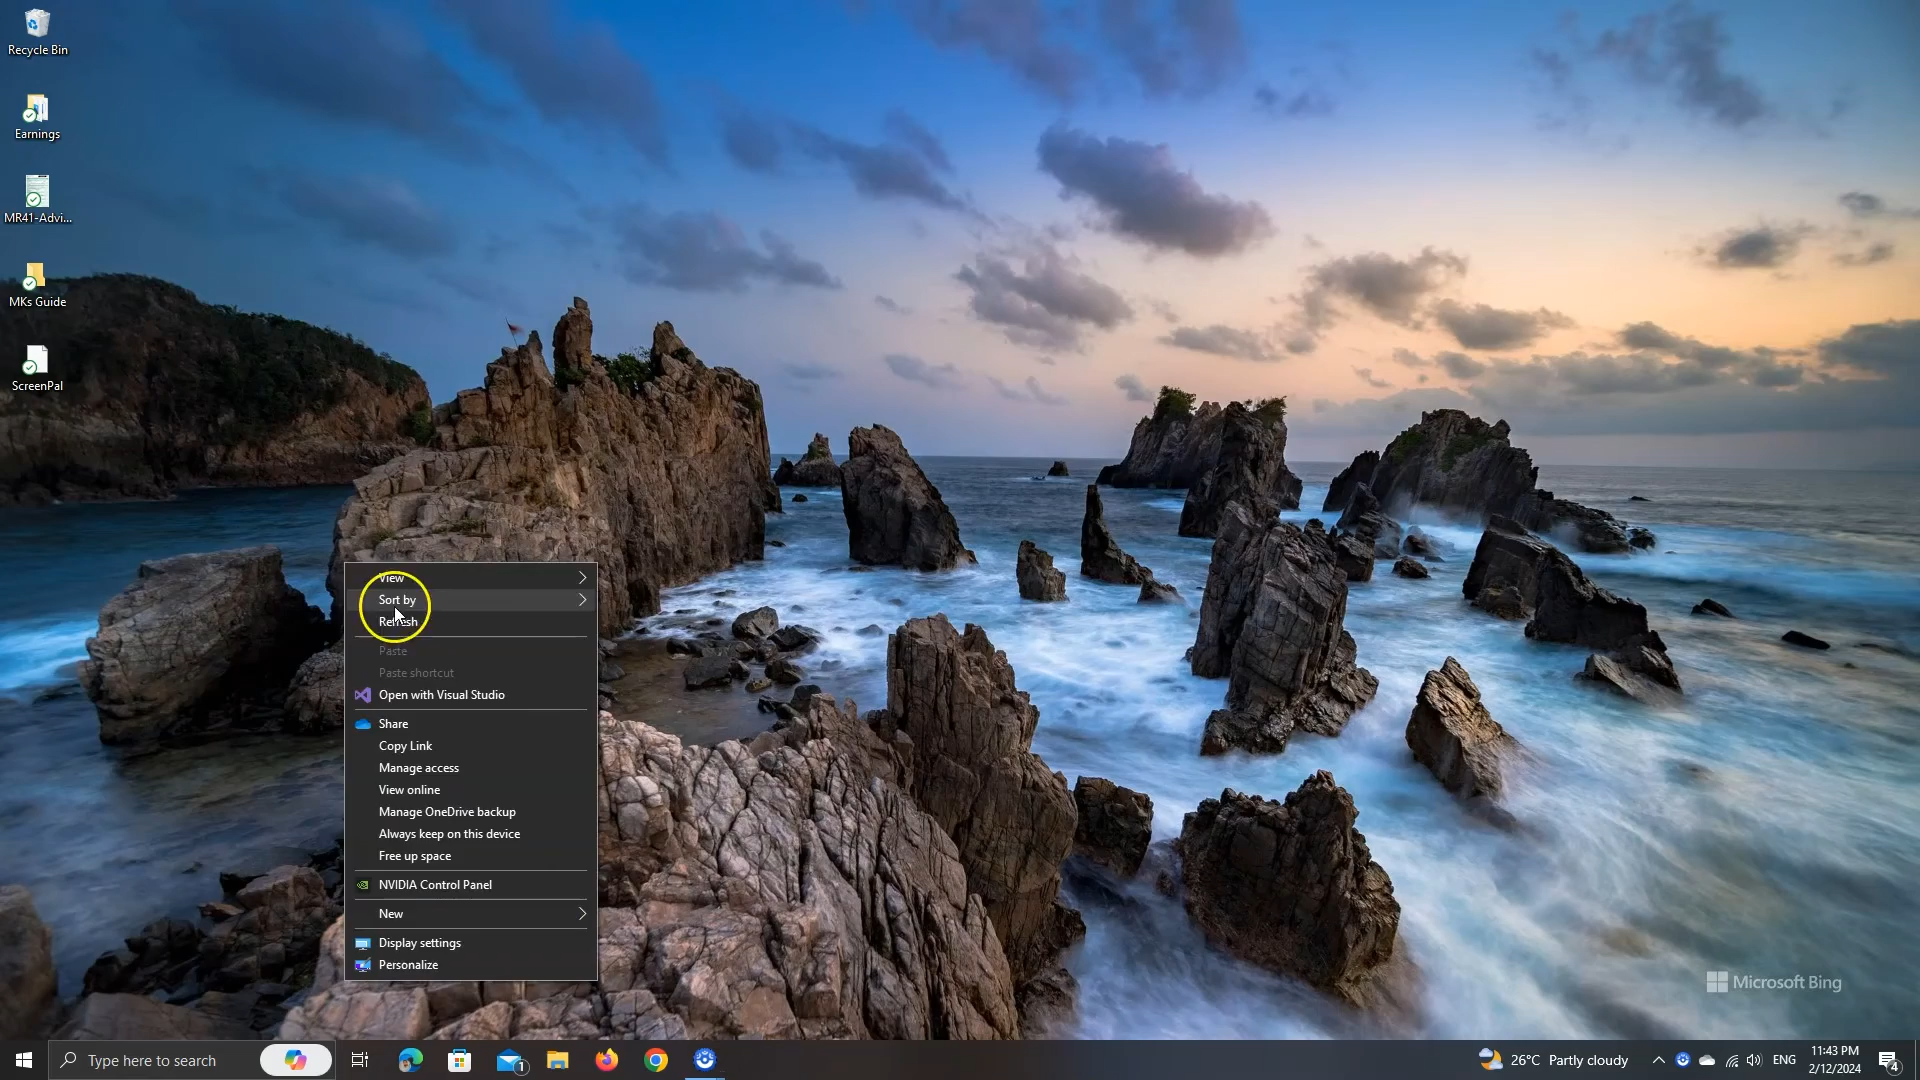 Recycle Bin
Earnings
MR41-Advi...
MKs Guide
ScreenPal
View
Sort by
Refresh
Paste
Paste shortcut
Open with Visual Studio
Share
Copy Link
Manage access
View online
Manage OneDrive backup
Always keep on this device
Free up space
NVIDIA Control Panel
New
Display settings
Personalize
Microsoft Bing
Type here to search
1
26°C Partly cloudy
ENG
11:43 PM
2/12/2024
4